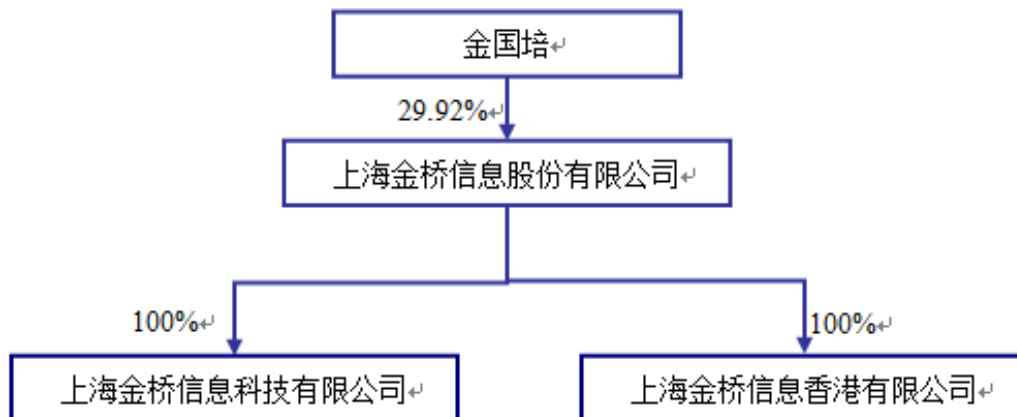 金国培
29.92%
上海金桥信息股份有限公司
100%
100%
上海金桥信息科技有限公司
上海金桥信息香港有限公司